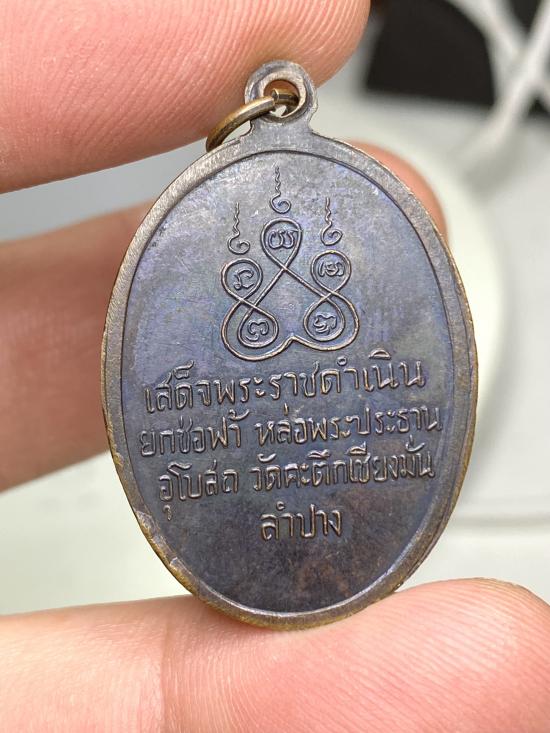 เสด็จพระราชดำเนิน
ยกช่อฟ้า หล่อพระประธาน
อุโบสถ วัดคะตึกเชียงมั่น
ลำปาง